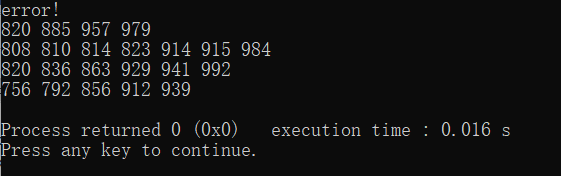 error!
820 885 957 979
808 810 814 823 914 915 984
820 836 863 929 941 992
756 792 856 912 939
Process returned 0 (0x0)   execution time : 0.016 s
Press any key to continue.